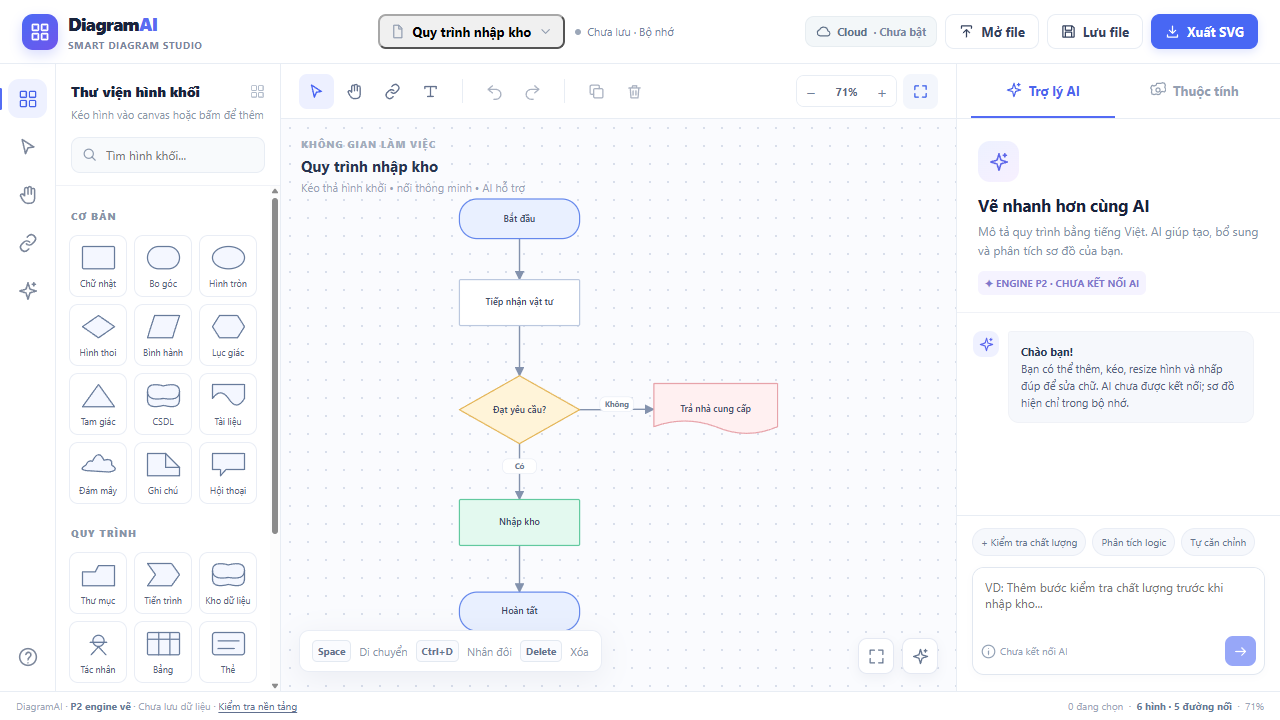 DiagramAI
SMART DIAGRAM STUDIO
Quy trình nhập kho
Chưa lưu · Bộ nhớ
Cloud · Chưa bật
Mở file
Lưu file
Xuất SVG
Thư viện hình khối
Kéo hình vào canvas hoặc bấm để thêm
Tìm hình khối...
CƠ BẢN
Chữ nhật
Bo góc
Hình tròn
Hình thoi
Bình hành
Lục giác
Tam giác
CSDL
Tài liệu
Đám mây
Ghi chú
Hội thoại
QUY TRÌNH
Thư mục
Tiến trình
Kho dữ liệu
Tác nhân
Bảng
Thẻ
71%
KHÔNG GIAN LÀM VIỆC
Quy trình nhập kho
Kéo thả hình khối • nối thông minh • AI hỗ trợ
Bắt đầu
Tiếp nhận vật tư
Đạt yêu cầu?
Không
Trả nhà cung cấp
Có
Nhập kho
Hoàn tất
Space Di chuyển Ctrl+D Nhân đôi Delete Xóa
Trợ lý AI
Thuộc tính
Vẽ nhanh hơn cùng AI
Mô tả quy trình bằng tiếng Việt. AI giúp tạo, bổ sung
và phân tích sơ đồ của bạn.
✦ ENGINE P2 · CHƯA KẾT NỐI AI
Chào bạn!
Bạn có thể thêm, kéo, resize hình và nhấp
đúp để sửa chữ. AI chưa được kết nối; sơ đồ
hiện chỉ trong bộ nhớ.
+ Kiểm tra chất lượng
Phân tích logic
Tự căn chỉnh
VD: Thêm bước kiểm tra chất lượng trước khi
nhập kho...
Chưa kết nối AI
DiagramAI · P2 engine vẽ · Chưa lưu dữ liệu · Kiểm tra nền tảng
0 đang chọn · 6 hình · 5 đường nối · 71%